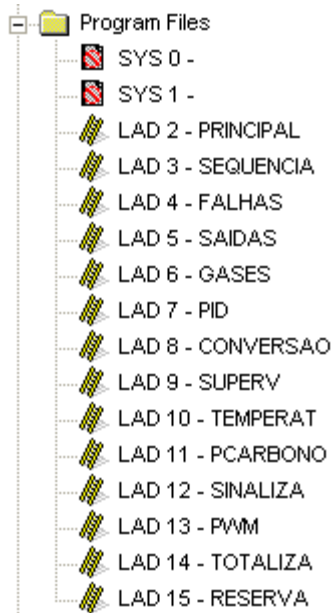 Program Files
SYS 0 -
SYS 1 -
LAD 2 - PRINCIPAL
LAD 3 - SEQUENCIA
LAD 4 - FALHAS
LAD 5 - SAIDAS
LAD 6 - GASES
LAD 7 - PID
LAD 8 - CONVERSAO
LAD 9 - SUPERV
LAD 10 - TEMPERAT
LAD 11 - PCARBONO
LAD 12 - SINALIZA
LAD 13 - PWM
LAD 14 - TOTALIZA
LAD 15 - RESERVA